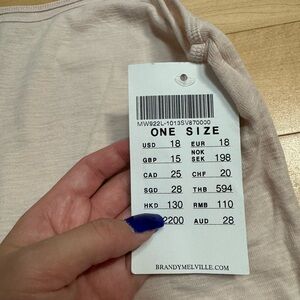 MW922L-1013SV870000
ONE SIZE
USD 18 EUR 18
GBP 15 NOK SEK 198
CAD 25 CHF 20
SGD 28 THB 594
HKD 130 RMB 110
2200 AUD 28
BRANDYMELVILLE.COM